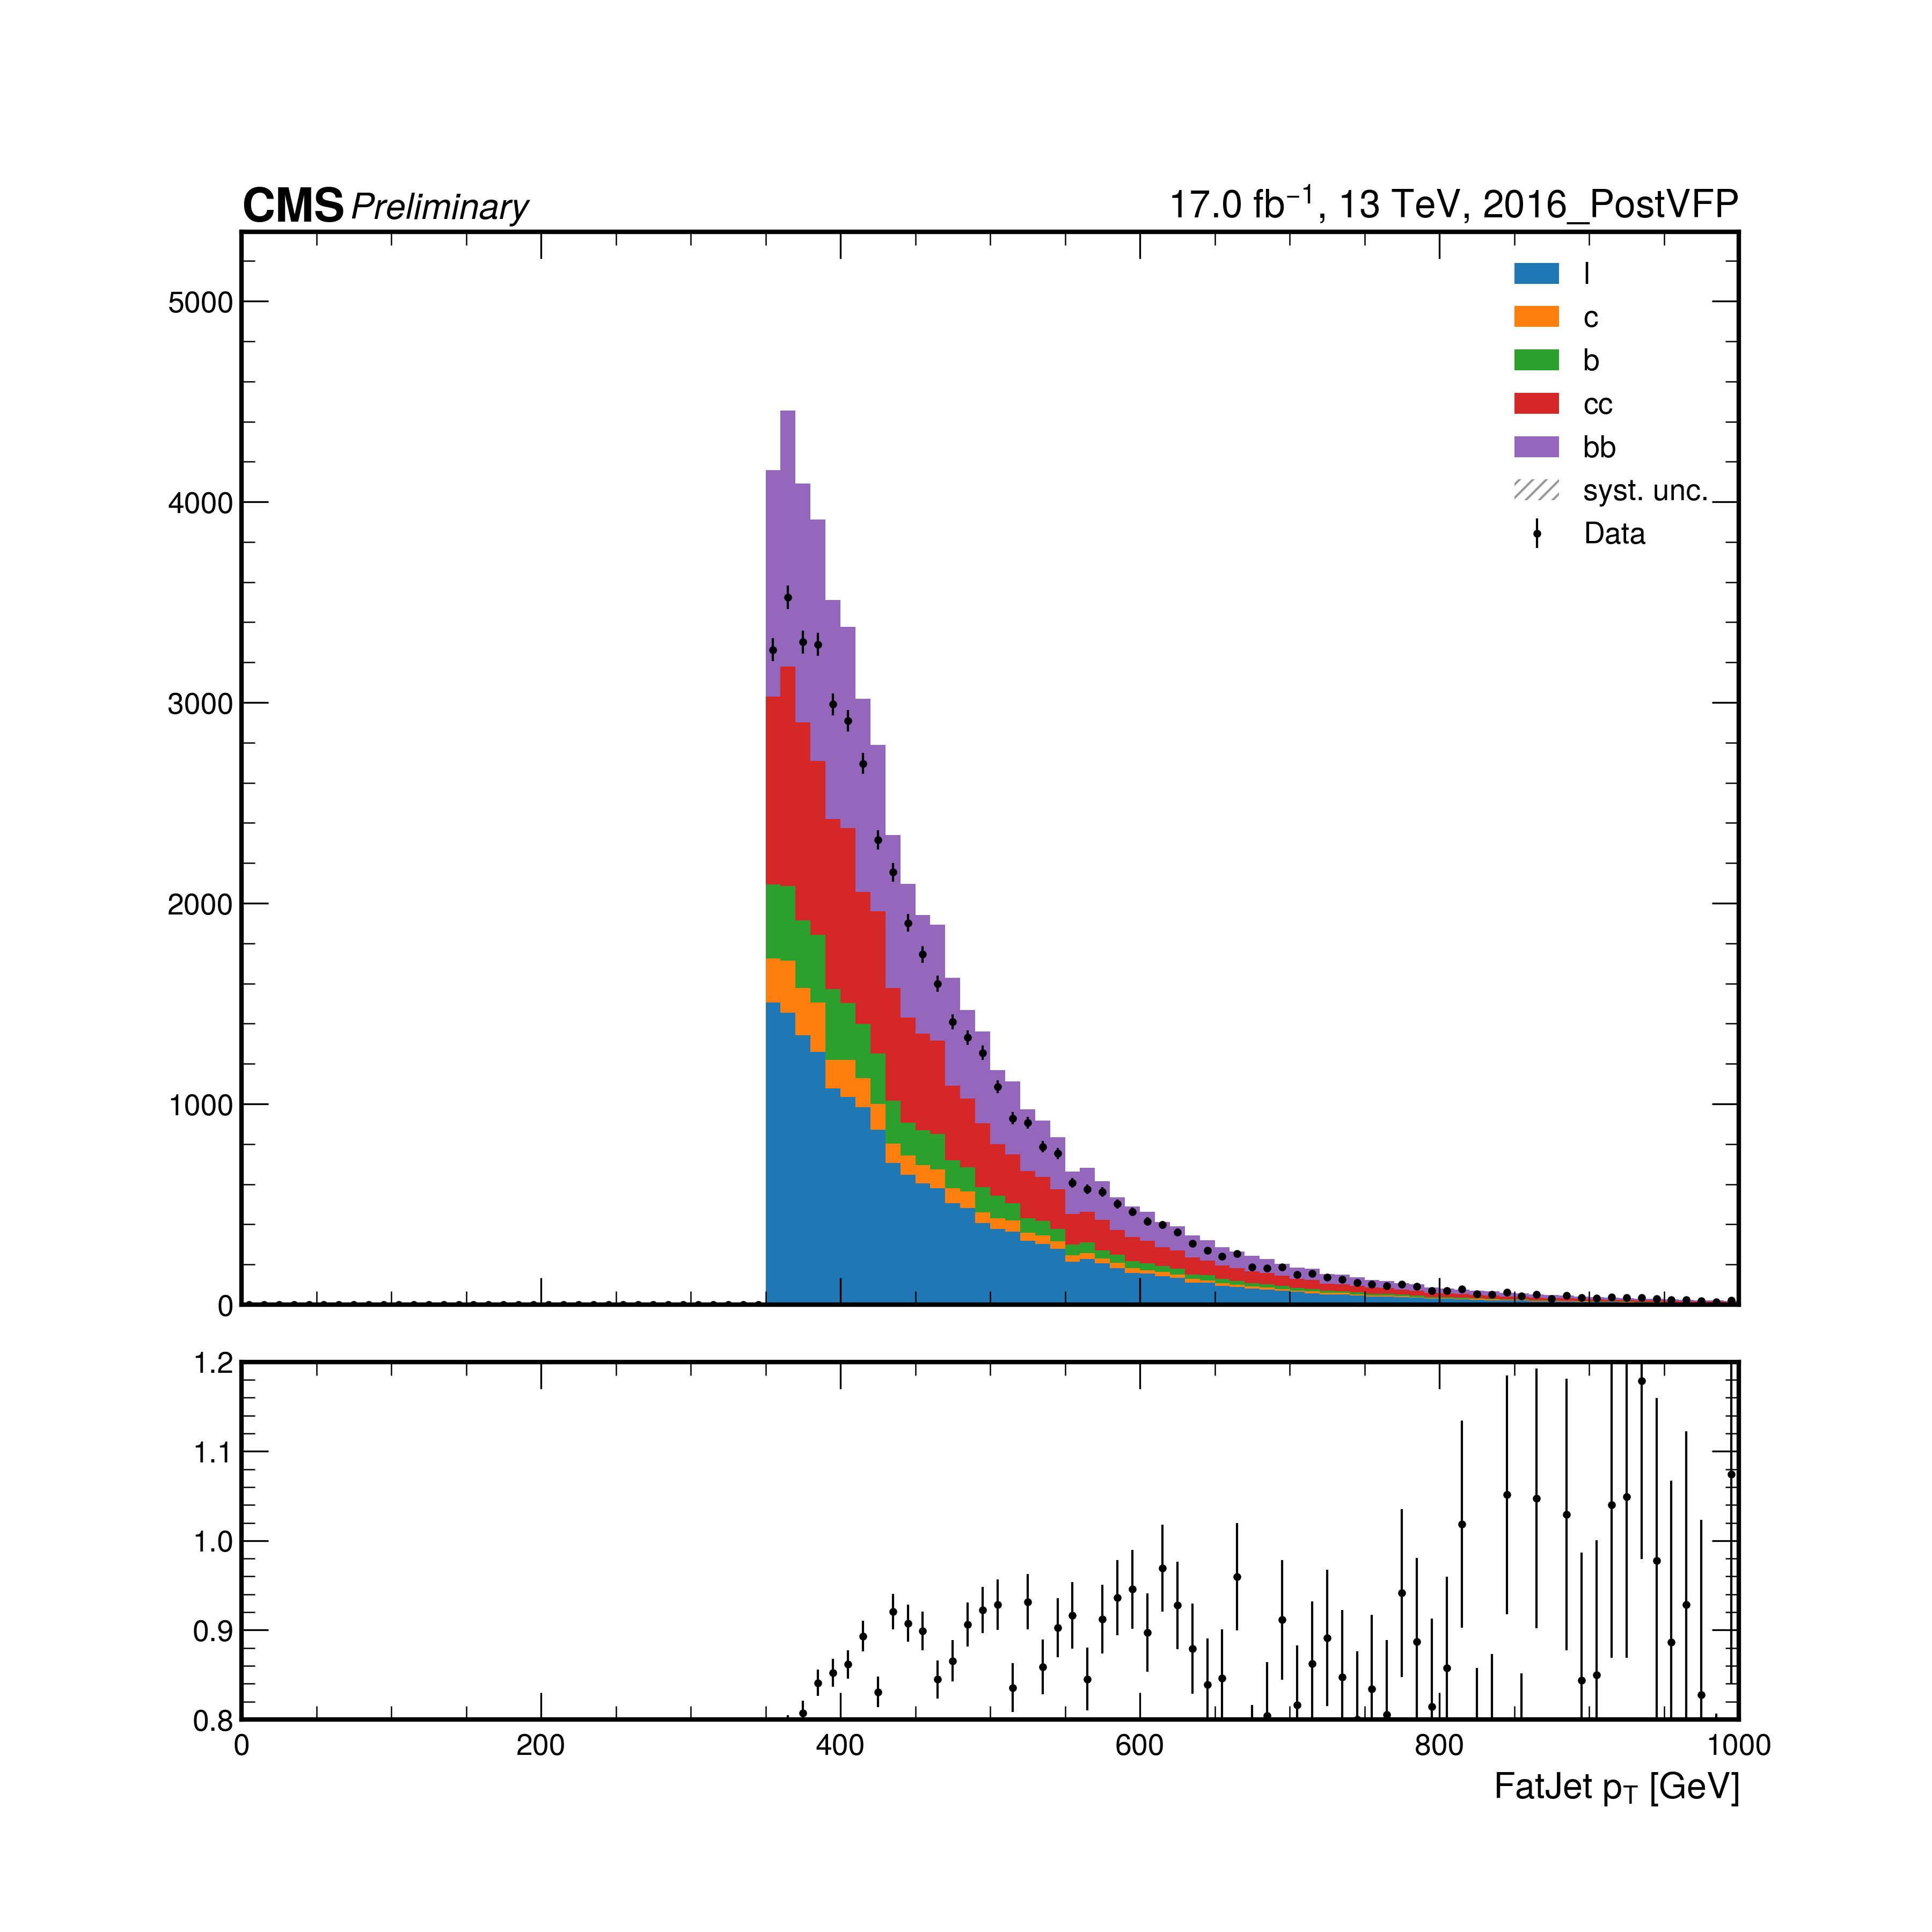 CMS Preliminary
17.0 fb⁻¹, 13 TeV, 2016_PostVFP
5000
4000
3000
2000
1000
0
l
c
b
cc
bb
syst. unc.
Data
1.2
1.1
1.0
0.9
0.8
0 200 400 600 800 1000
FatJet p_T [GeV]